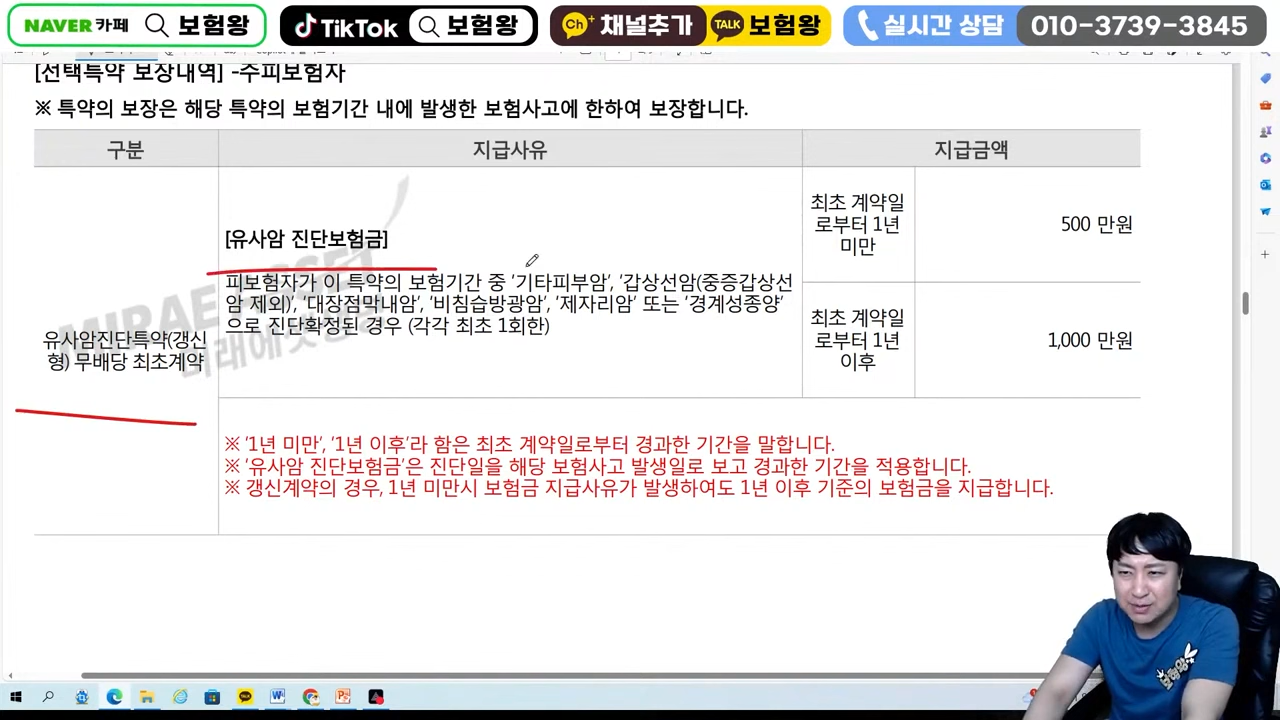 NAVER 카페 보험왕
TikTok 보험왕
Ch+ 채널추가 TALK 보험왕
실시간 상담 010-3739-3845
[선택특약 보장내역] -주피보험자
※ 특약의 보장은 해당 특약의 보험기간 내에 발생한 보험사고에 한하여 보장합니다.
구분 지급사유 지급금액
유사암진단특약(갱신
형) 무배당 최초계약
[유사암 진단보험금]
피보험자가 이 특약의 보험기간 중 '기타피부암', '갑상선암(중증갑상선
암 제외)', '대장점막내암', '비침습방광암', '제자리암' 또는 '경계성종양'
으로 진단확정된 경우 (각각 최초 1회한)
최초 계약일
로부터 1년
미만
500 만원
최초 계약일
로부터 1년
이후
1,000 만원
※ '1년 미만', '1년 이후'라 함은 최초 계약일로부터 경과한 기간을 말합니다.
※ '유사암 진단보험금'은 진단일을 해당 보험사고 발생일로 보고 경과한 기간을 적용합니다.
※ 갱신계약의 경우, 1년 미만시 보험금 지급사유가 발생하여도 1년 이후 기준의 보험금을 지급합니다.
MIRAE ASSET
미래에셋생명
보험왕